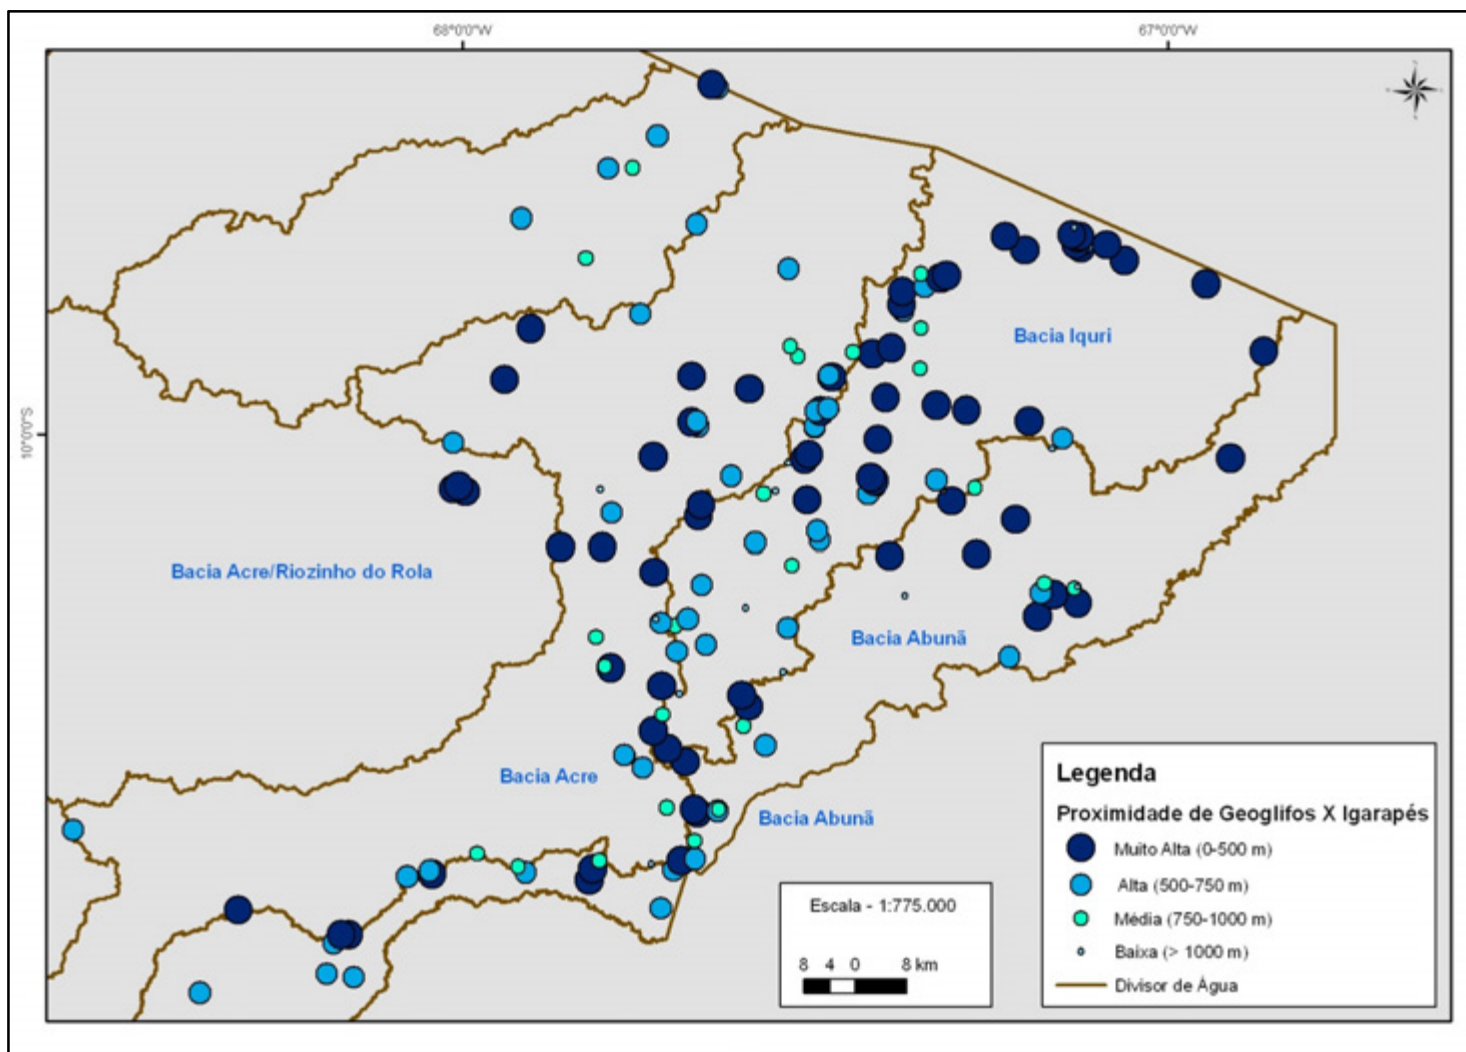 68°0'0"W
67°0'0"W
10°0'0"S
Bacia Iquri
Bacia Acre/Riozinho do Rola
Bacia Abunã
Bacia Acre
Bacia Abunã
Legenda
Proximidade de Geoglifos X Igarapés
Muito Alta (0-500 m)
Alta (500-750 m)
Média (750-1000 m)
Baixa (> 1000 m)
Divisor de Água
Escala - 1:775.000
8 4 0 8 km